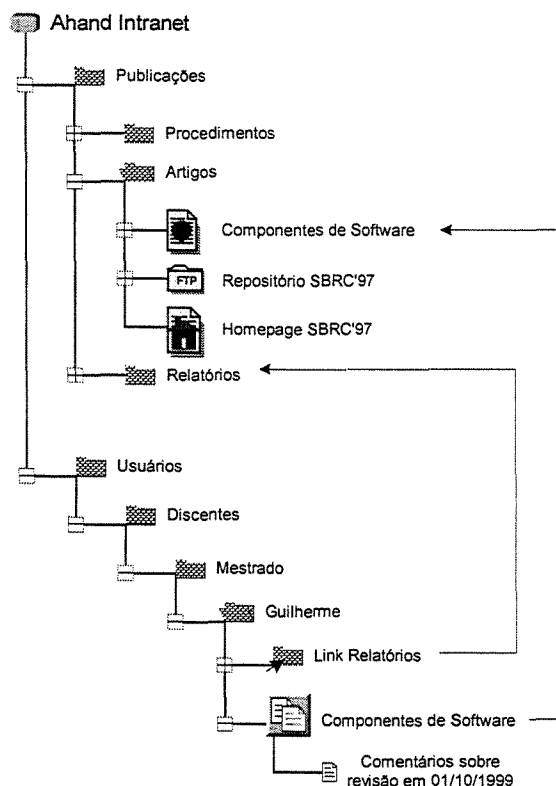 Ahand Intranet
Publicações
Procedimentos
Artigos
Componentes de Software
FTP
Repositório SBRC'97
Homepage SBRC'97
Relatórios
Usuários
Discentes
Mestrado
Guilherme
Link Relatórios
Componentes de Software
Comentários sobre
revisão em 01/10/1999